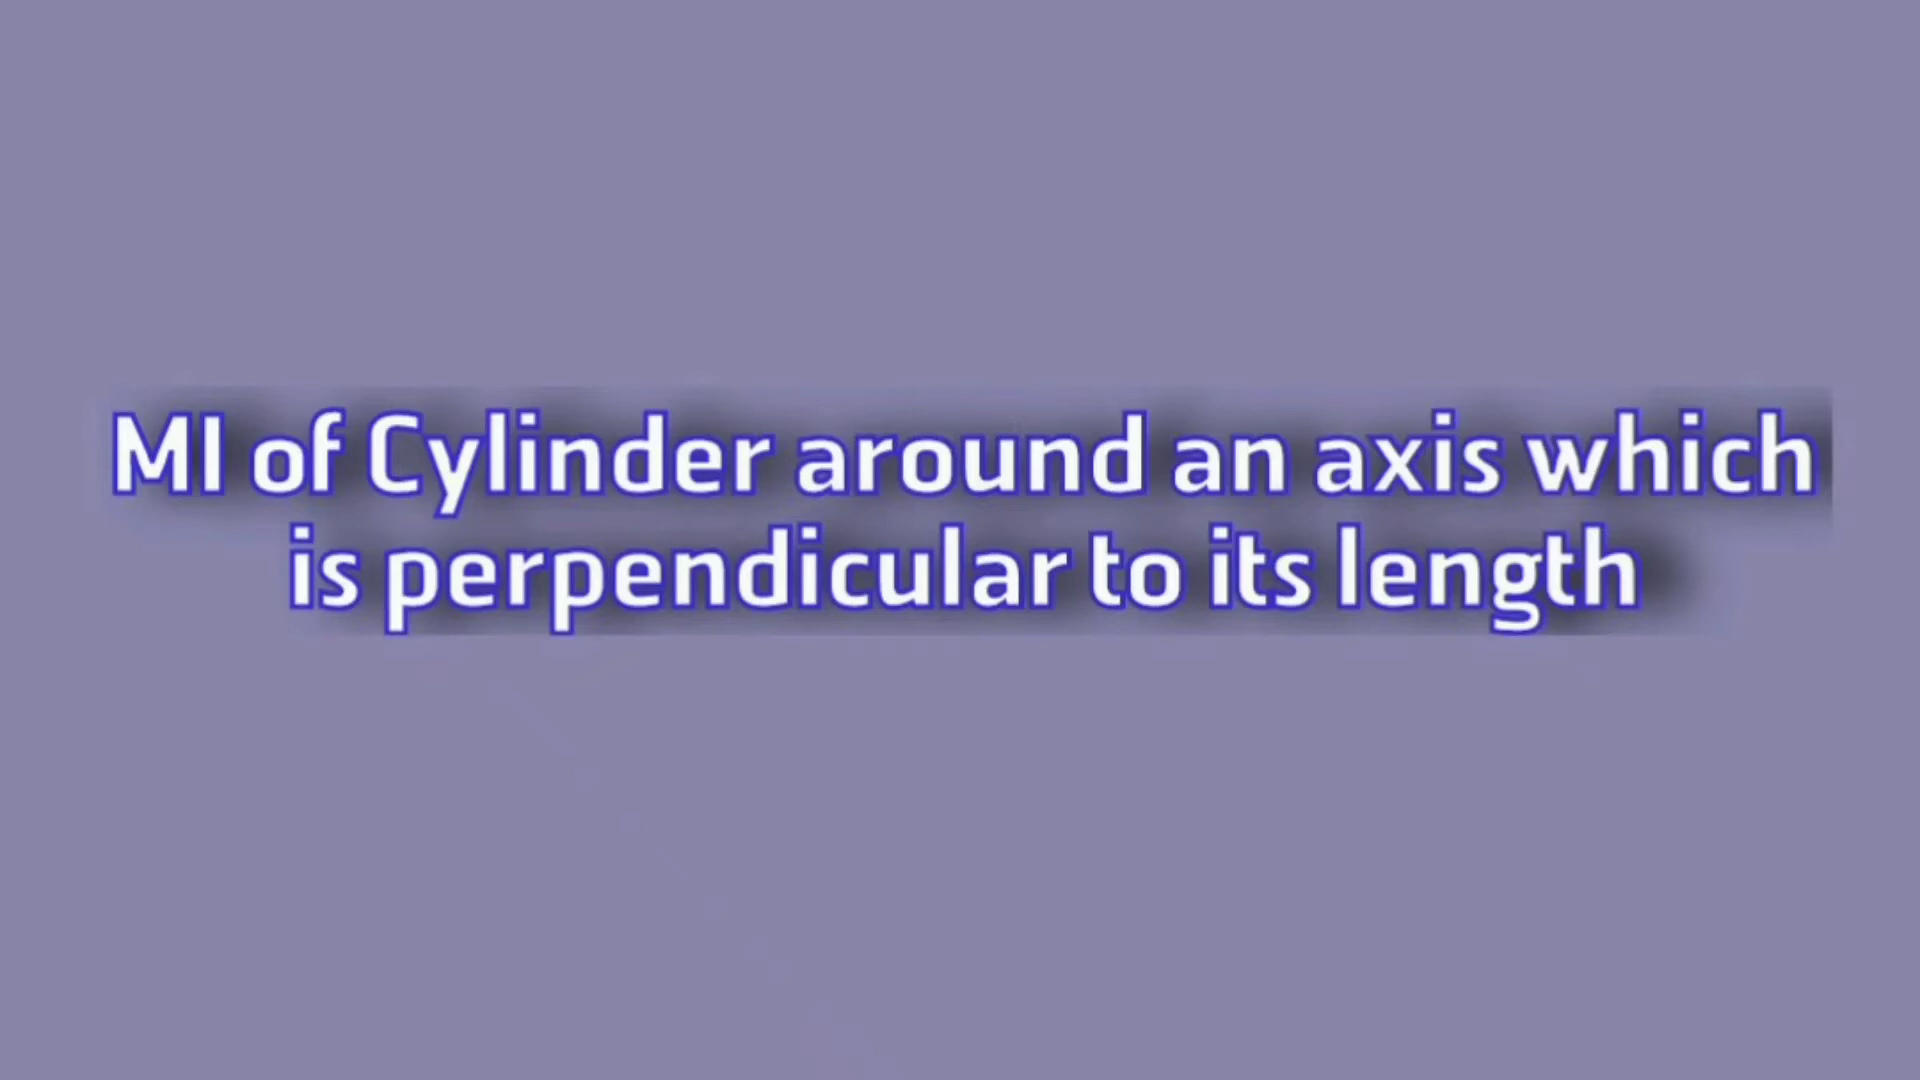 MI of Cylinder around an axis which
is perpendicular to its length